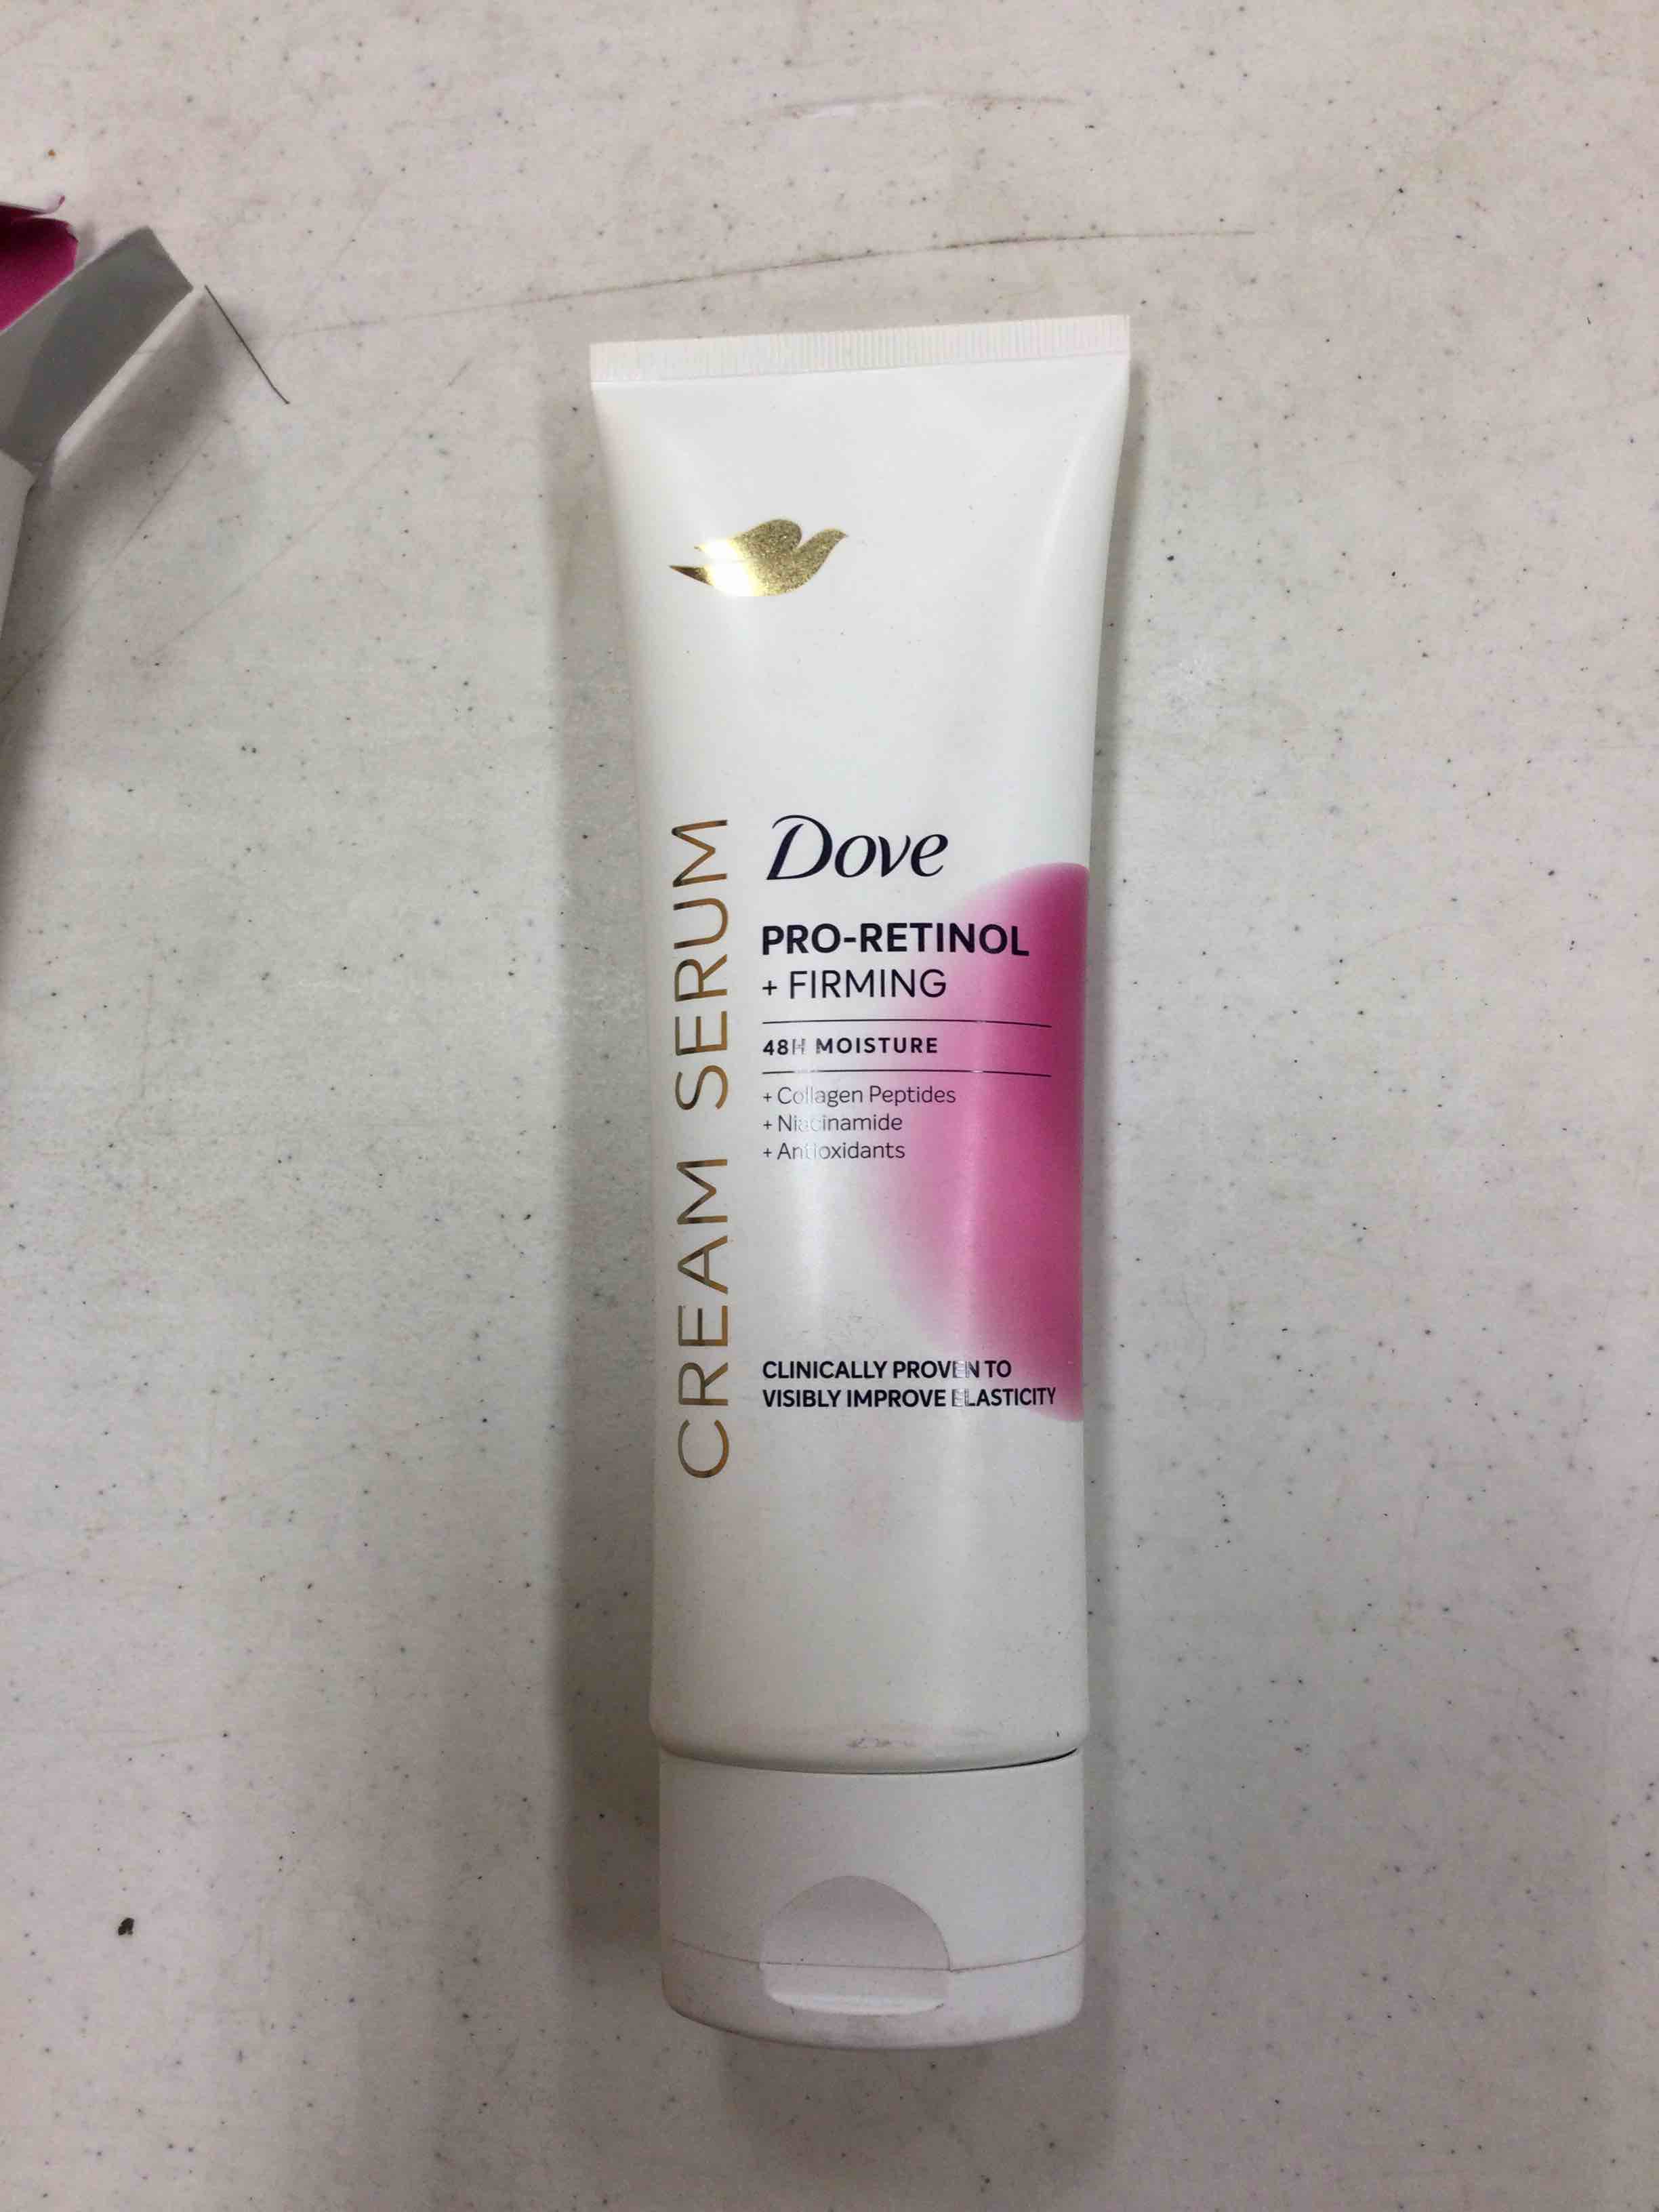 Dove
PRO-RETINOL
+ FIRMING
48H MOISTURE
+ Collagen Peptides
+ Niacinamide
+ Antioxidants
CLINICALLY PROVEN TO
VISIBLY IMPROVE ELASTICITY
CREAM SERUM